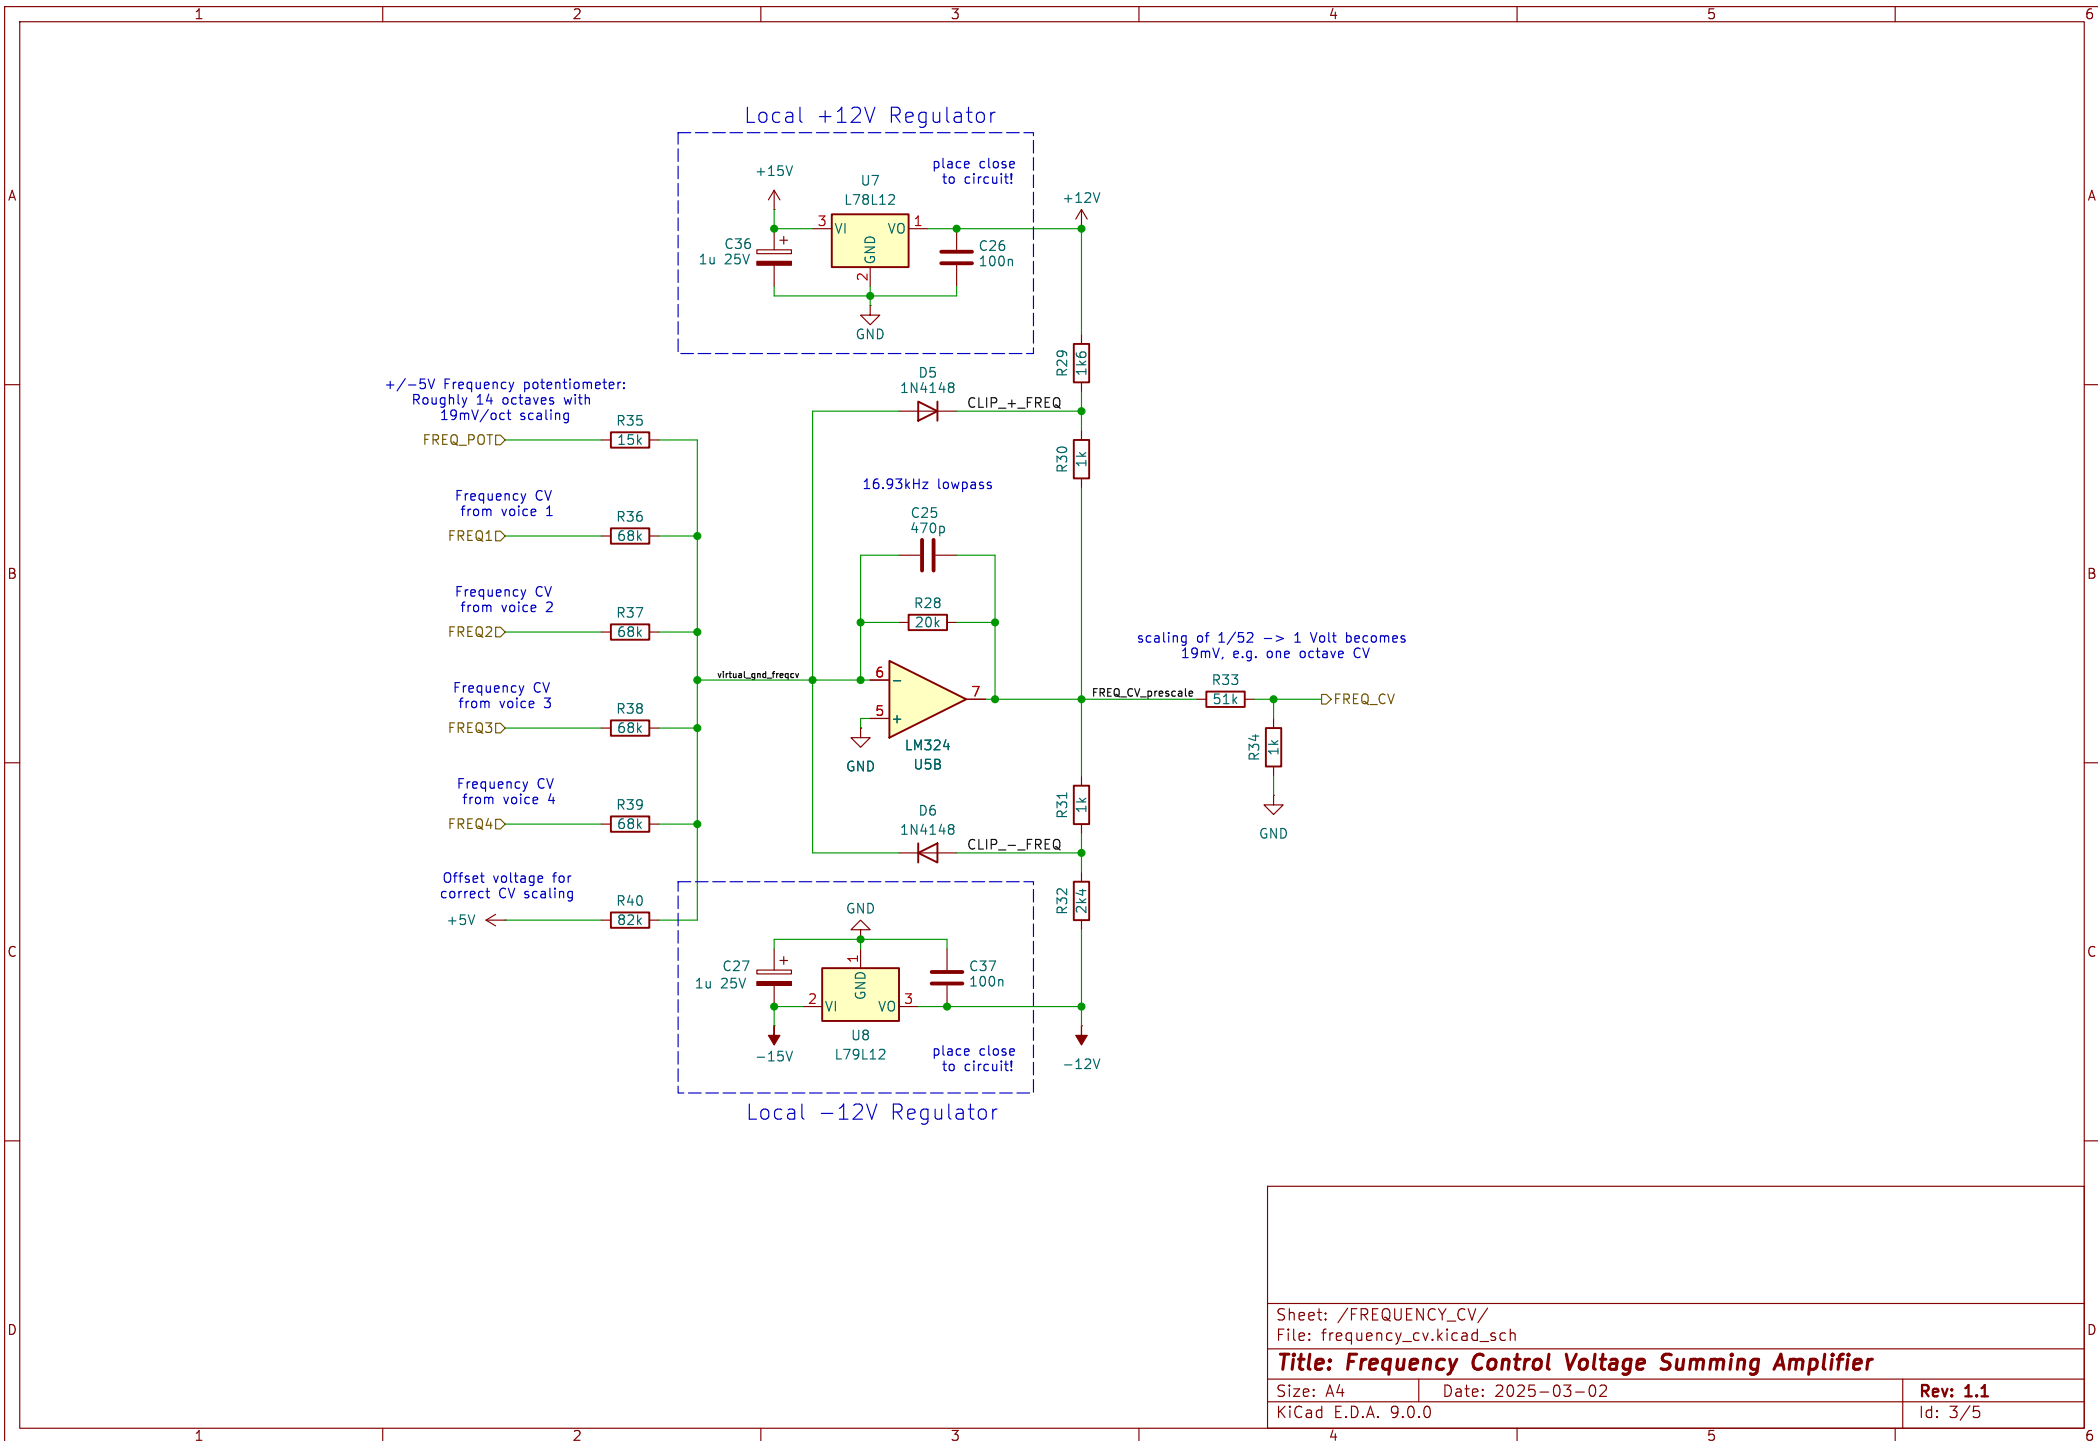 1 2 3 4 5 6
Local +12V Regulator
place close
to circuit!
+15V
U7
L78L12
+12V
A
A
3 VI VO 1
GND
2
C36
1u 25V
+
C26
100n
GND
R29
1k6
D5
1N4148
CLIP_+_FREQ
+/-5V Frequency potentiometer:
Roughly 14 octaves with
19mV/oct scaling
FREQ_POT
R35
15k
R30
1k
16.93kHz lowpass
Frequency CV
from voice 1
FREQ1
R36
68k
C25
470p
B
B
Frequency CV
from voice 2
FREQ2
R37
68k
R28
20k
scaling of 1/52 -> 1 Volt becomes
19mV, e.g. one octave CV
virtual_gnd_freqcv
6
-
7
5
+
GND
LM324
U5B
FREQ_CV_prescale
R33
51k
FREQ_CV
R34
1k
GND
Frequency CV
from voice 3
FREQ3
R38
68k
Frequency CV
from voice 4
FREQ4
R39
68k
R31
1k
D6
1N4148
CLIP_-_FREQ
Offset voltage for
correct CV scaling
+5V
R40
82k
R32
2k4
GND
C
C
C27
1u 25V
+
1
GND
2 VI VO 3
C37
100n
U8
L79L12
-15V
place close
to circuit!
-12V
Local -12V Regulator
D
D
Sheet: /FREQUENCY_CV/
File: frequency_cv.kicad_sch
Title: Frequency Control Voltage Summing Amplifier
Size: A4 Date: 2025-03-02 Rev: 1.1
KiCad E.D.A. 9.0.0 Id: 3/5
1 2 3 4 5 6